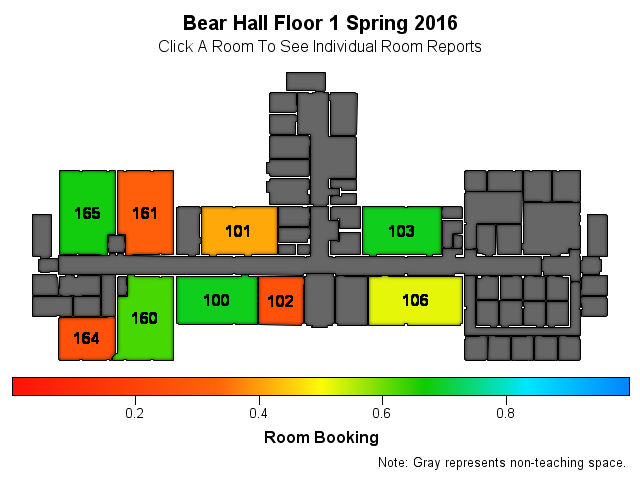 Bear Hall Floor 1 Spring 2016
Click A Room To See Individual Room Reports
165 161 101 103
100 102 106
160
164
0.2 0.4 0.6 0.8
Room Booking
Note: Gray represents non-teaching space.